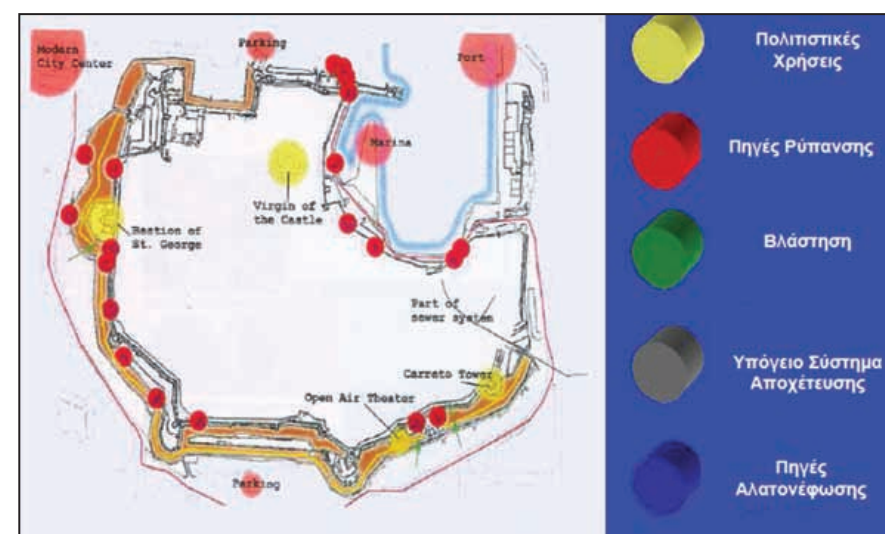 Modern
City Center
Parking
Port
Marina
Virgin of
the Castle
Bastion of
St. George
Part of
sewer system
Carreto Tower
Open Air Theater
Parking
Πολιτιστικές
Χρήσεις
Πηγές Ρύπανσης
Βλάστηση
Υπόγειο Σύστημα
Αποχέτευσης
Πηγές
Αλατονέφωσης